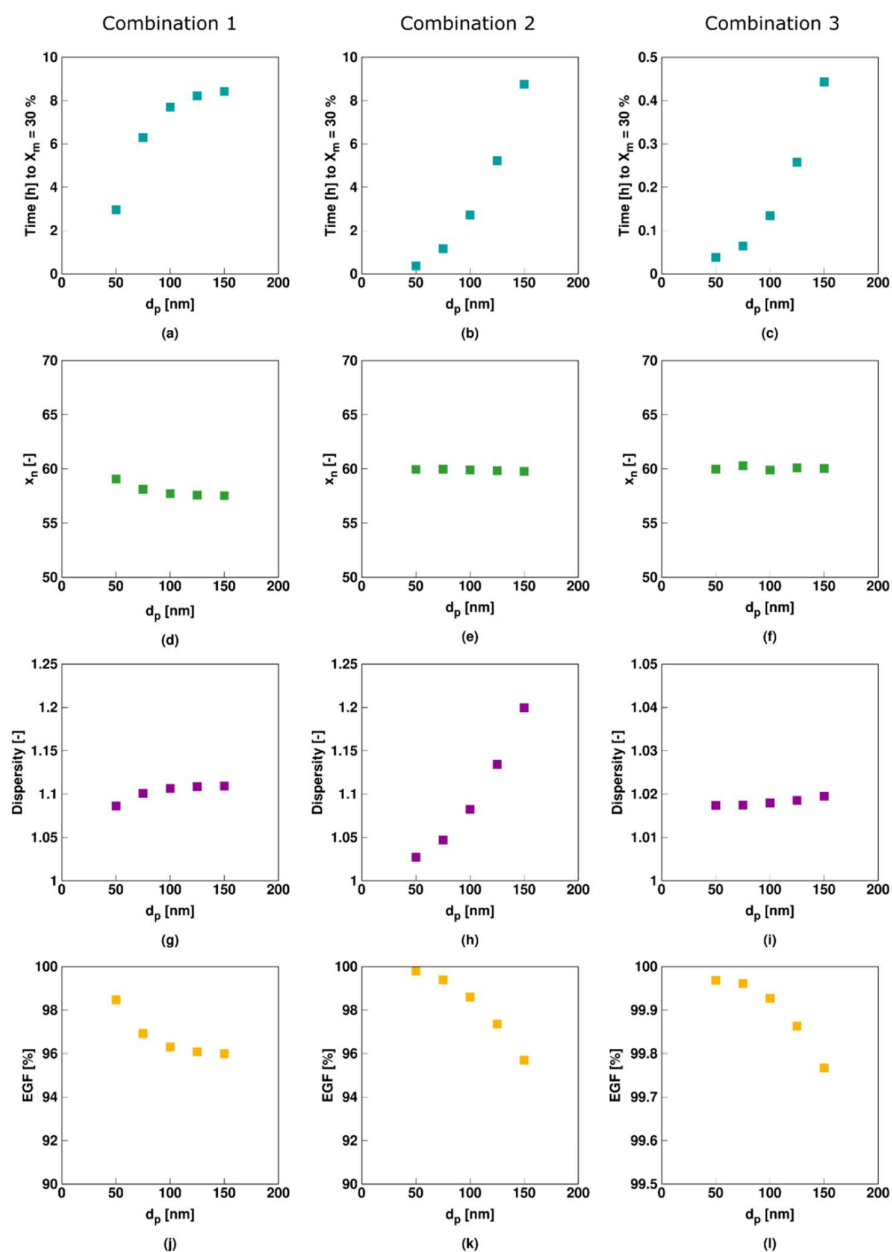 Combination 1 Combination 2 Combination 3
10 10 0.5
8 8 0.4
6 6 0.3
4 4 0.2
2 2 0.1
0 0 0
Time [h] to Xm = 30 % Time [h] to Xm = 30 % Time [h] to Xm = 30 %
0 50 100 150 200 0 50 100 150 200 0 50 100 150 200
dp [nm] dp [nm] dp [nm]
(a) (b) (c)
70 70 70
65 65 65
60 60 60
55 55 55
50 50 50
xn [-] xn [-] xn [-]
0 50 100 150 200 0 50 100 150 200 0 50 100 150 200
dp [nm] dp [nm] dp [nm]
(d) (e) (f)
1.25 1.25 1.05
1.2 1.2 1.04
1.15 1.15 1.03
1.1 1.1 1.02
1.05 1.05 1.01
1 1 1
Dispersity [-] Dispersity [-] Dispersity [-]
0 50 100 150 200 0 50 100 150 200 0 50 100 150 200
dp [nm] dp [nm] dp [nm]
(g) (h) (i)
100 100 100
98 98 99.9
96 96 99.8
94 94 99.7
92 92 99.6
90 90 99.5
EGF [%] EGF [%] EGF [%]
0 50 100 150 200 0 50 100 150 200 0 50 100 150 200
dp [nm] dp [nm] dp [nm]
(j) (k) (l)